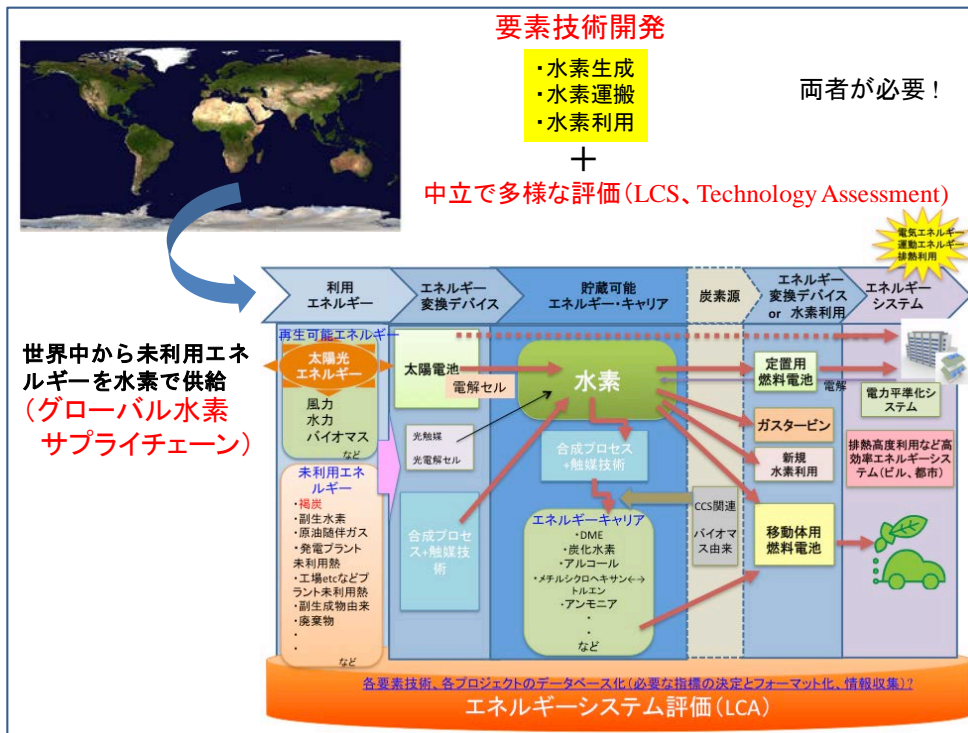 要素技術開発
・水素生成
・水素運搬
・水素利用
両者が必要！
＋
中立で多様な評価(LCS、Technology Assessment)
電気エネルギー
運動エネルギー
排熱利用
世界中から未利用エネ
ルギーを水素で供給
(グローバル水素
サプライチェーン)
利用
エネルギー
エネルギー
変換デバイス
貯蔵可能
エネルギー・キャリア
炭素源
エネルギー
変換デバイス
or 水素利用
エネルギー
システム
再生可能エネルギー
太陽光
エネルギー
風力
水力
バイオマス
など
未利用エネ
ルギー
・褐炭
・副生水素
・原油随伴ガス
・発電プラント
未利用熱
・工場etcなどプ
ラント未利用熱
・副生成物由来
・廃棄物
・
・
など
太陽電池
電解セル
光触媒
光電解セル
合成プロセ
ス+触媒技
術
水素
合成プロセス
+触媒技術
エネルギーキャリア
・DME
・炭化水素
・アルコール
・メチルシクロヘキサン←→
トルエン
・アンモニア
・
・
など
CCS関連
バイオマ
ス由来
定置用
燃料電池
電解
ガスタービン
新規
水素利用
移動体用
燃料電池
電力平準化シ
ステム
排熱高度利用など高
効率エネルギーシス
テム(ビル、都市)
各要素技術、各プロジェクトのデータベース化(必要な指標の決定とフォーマット化、情報収集)?
エネルギーシステム評価(LCA)